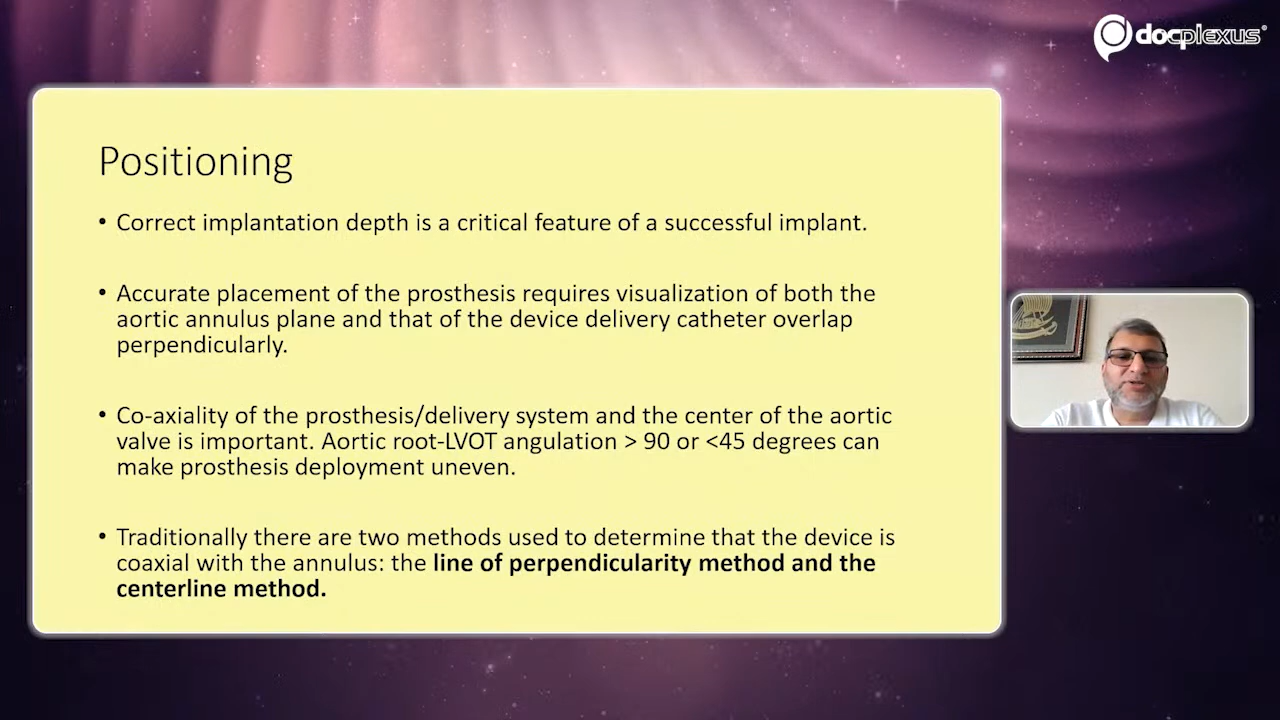 docplexus
Positioning
• Correct implantation depth is a critical feature of a successful implant.
• Accurate placement of the prosthesis requires visualization of both the
aortic annulus plane and that of the device delivery catheter overlap
perpendicularly.
• Co-axiality of the prosthesis/delivery system and the center of the aortic
valve is important. Aortic root-LVOT angulation > 90 or <45 degrees can
make prosthesis deployment uneven.
• Traditionally there are two methods used to determine that the device is
coaxial with the annulus: the line of perpendicularity method and the
centerline method.